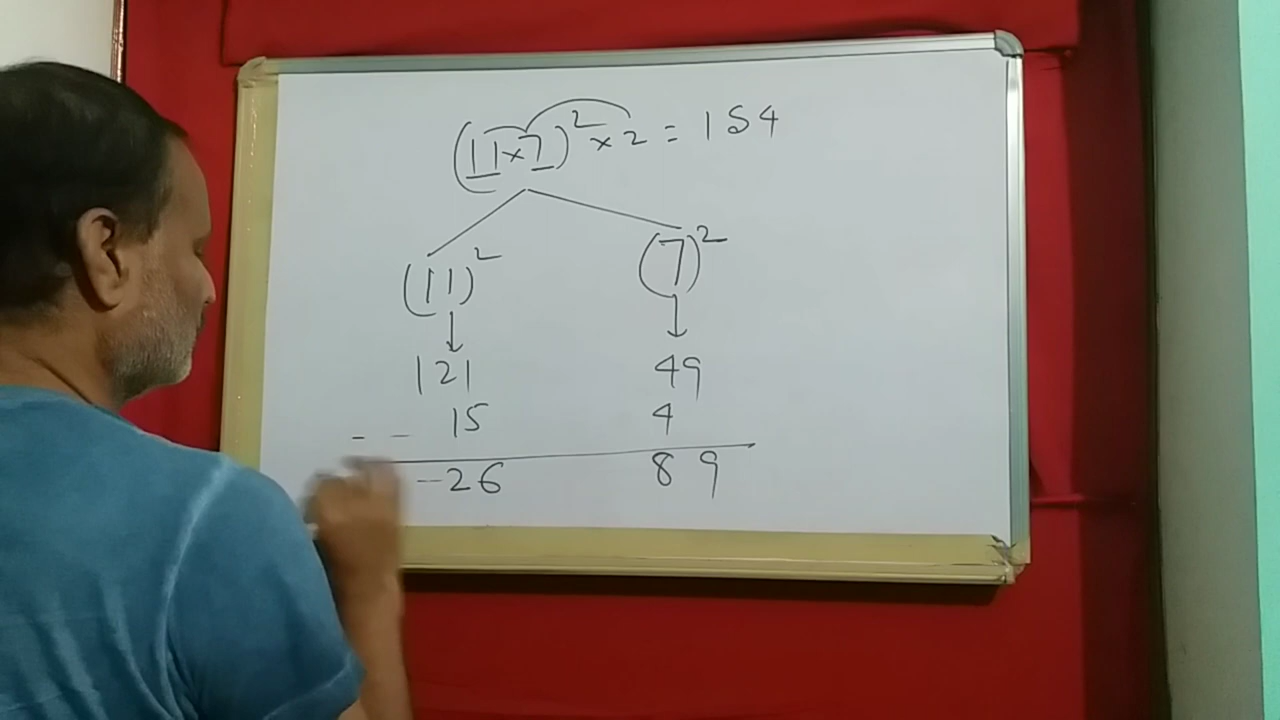 (11×7)² × 2 = 154
(11)² (7)²
↓ ↓
121 49
- - 15 4
-26 89